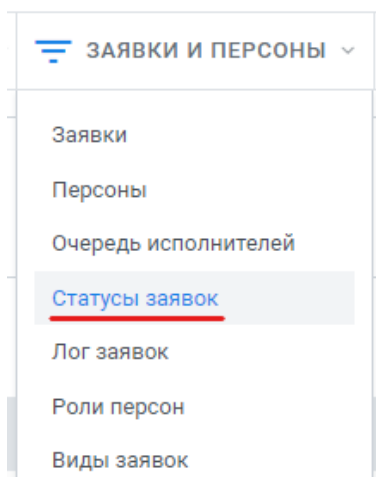 ЗАЯВКИ И ПЕРСОНЫ
Заявки
Персоны
Очередь исполнителей
Статусы заявок
Лог заявок
Роли персон
Виды заявок